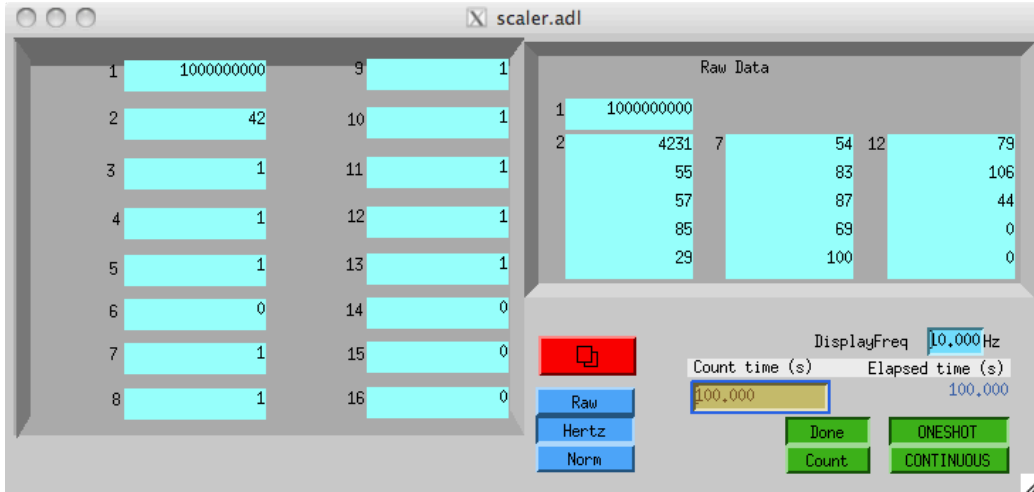 scaler.adl
1 1000000000 9 1
2 42 10 1
3 1 11 1
4 1 12 1
5 1 13 1
6 0 14 0
7 1 15 0
8 1 16 0
Raw Data
1 1000000000
2 4231 7 54 12 79
55 83 106
57 87 44
85 69 0
29 100 0
DisplayFreq 10.000 Hz
Count time (s) Elapsed time (s)
100.000 100.000
Raw
Hertz
Norm
Done ONESHOT
Count CONTINUOUS